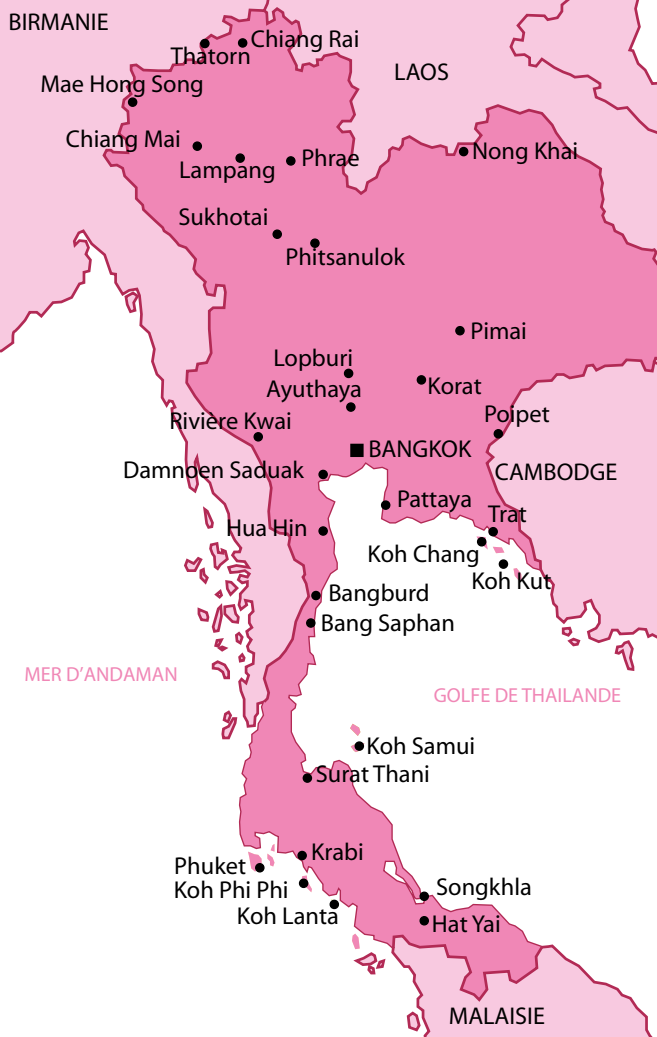 BIRMANIE
Chiang Rai
Thatorn
LAOS
Mae Hong Song
Chiang Mai
Nong Khai
Phrae
Lampang
Sukhotai
Phitsanulok
Pimai
Lopburi
Korat
Ayuthaya
Poipet
Rivière Kwai
BANGKOK
Damnoen Saduak
CAMBODGE
Pattaya
Trat
Hua Hin
Koh Chang
Koh Kut
Bangburd
Bang Saphan
MER D'ANDAMAN
GOLFE DE THAILANDE
Koh Samui
Surat Thani
Krabi
Phuket
Koh Phi Phi
Songkhla
Koh Lanta
Hat Yai
MALAISIE